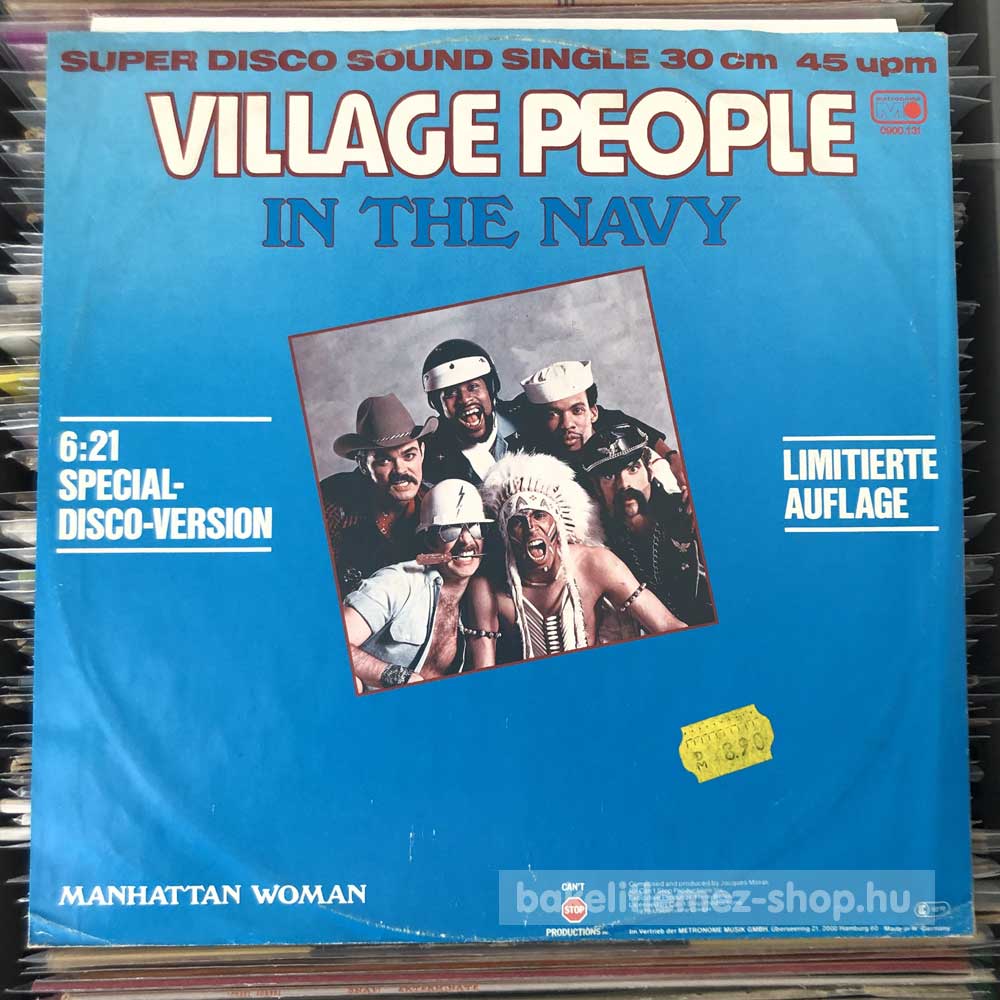 SUPER DISCO SOUND SINGLE 30 cm 45 upm
VILLAGE PEOPLE
metronome
0900.131
IN THE NAVY
6:21
SPECIAL-
DISCO-VERSION
LIMITIERTE
AUFLAGE
DM 8.90
MANHATTAN WOMAN
CAN'T
STOP
PRODUCTIONS INC.
Composed and produced by Jacques Morali
Im Vertrieb der METRONOME MUSIK GMBH, Überseering 21, 2000 Hamburg 60 Made in W.-Germany
bakelitlemez-shop.hu